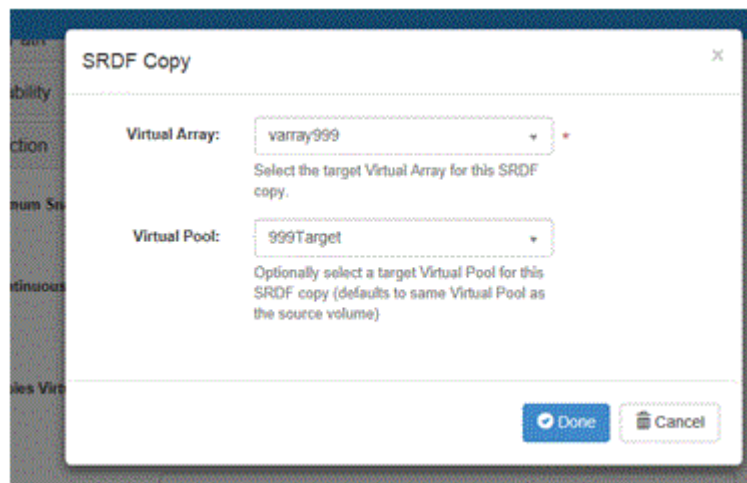 SRDF Copy
×
Virtual Array:
varray999
*
Select the target Virtual Array for this SRDF
copy.
Virtual Pool:
999Target
Optionally select a target Virtual Pool for this
SRDF copy (defaults to same Virtual Pool as
the source volume)
Done
Cancel